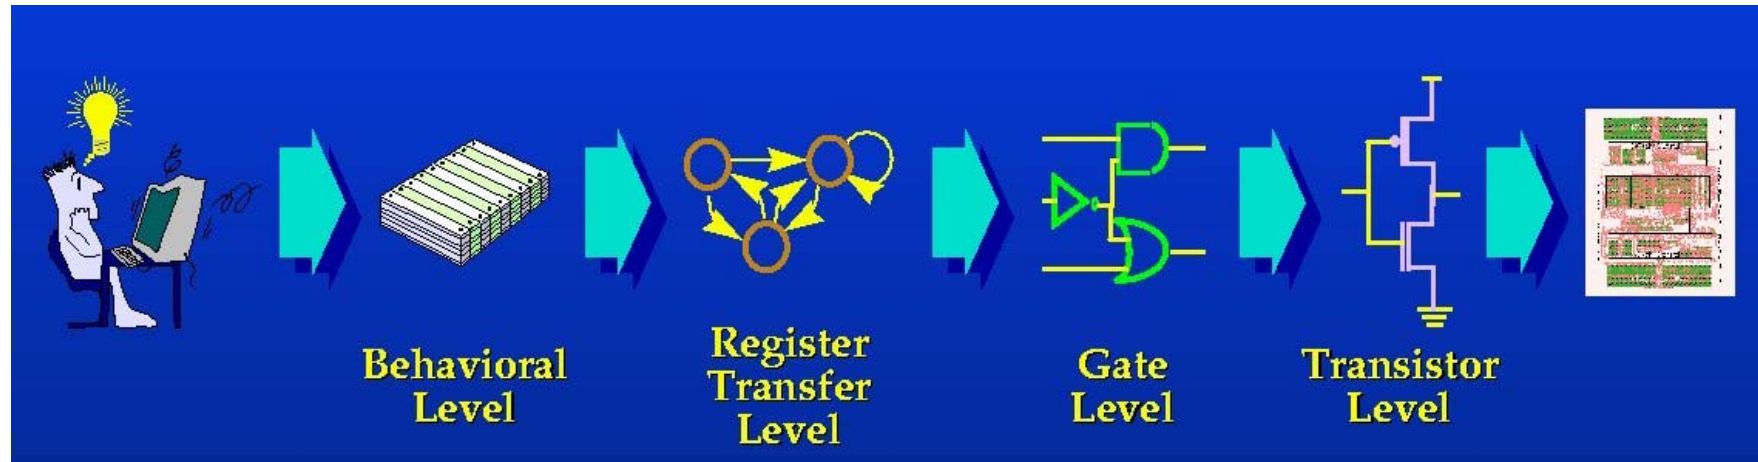 Behavioral
Level
Register
Transfer
Level
Gate
Level
Transistor
Level